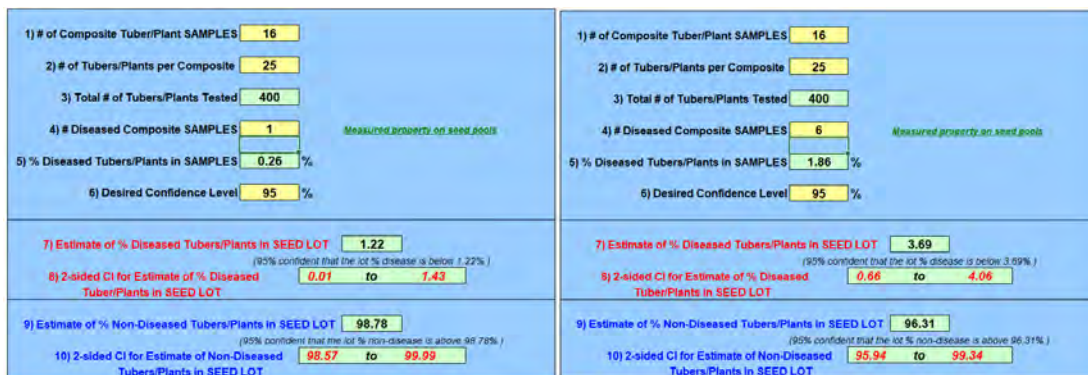 1) # of Composite Tuber/Plant SAMPLES 16
2) # of Tubers/Plants per Composite 25
3) Total # of Tubers/Plants Tested 400
4) # Diseased Composite SAMPLES 1 Measured property on seed pools
5) % Diseased Tubers/Plants in SAMPLES 0.26 %
6) Desired Confidence Level 95 %
7) Estimate of % Diseased Tubers/Plants in SEED LOT 1.22
(95% confident that the lot % disease is below 1.22% )
8) 2-sided CI for Estimate of % Diseased 0.01 to 1.43
Tuber/Plants in SEED LOT
9) Estimate of % Non-Diseased Tubers/Plants in SEED LOT 98.78
(95% confident that the lot % non-disease is above 98.78% )
10) 2-sided CI for Estimate of Non-Diseased 98.57 to 99.99
Tubers/Plants in SEED LOT
1) # of Composite Tuber/Plant SAMPLES 16
2) # of Tubers/Plants per Composite 25
3) Total # of Tubers/Plants Tested 400
4) # Diseased Composite SAMPLES 6 Measured property on seed pools
5) % Diseased Tubers/Plants in SAMPLES 1.86 %
6) Desired Confidence Level 95 %
7) Estimate of % Diseased Tubers/Plants in SEED LOT 3.69
(95% confident that the lot % disease is below 3.69% )
8) 2-sided CI for Estimate of % Diseased 0.66 to 4.06
Tuber/Plants in SEED LOT
9) Estimate of % Non-Diseased Tubers/Plants in SEED LOT 96.31
(95% confident that the lot % non-disease is above 96.31% )
10) 2-sided CI for Estimate of Non-Diseased 95.94 to 99.34
Tubers/Plants in SEED LOT